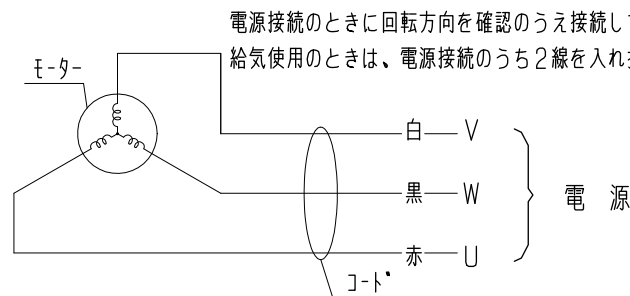 電源接続のときに回転方向を確認のうえ接続し
給気使用のときは、電源接続のうち2線を入れ
モーター
白 V
黒 W
電 源
赤 U
コード